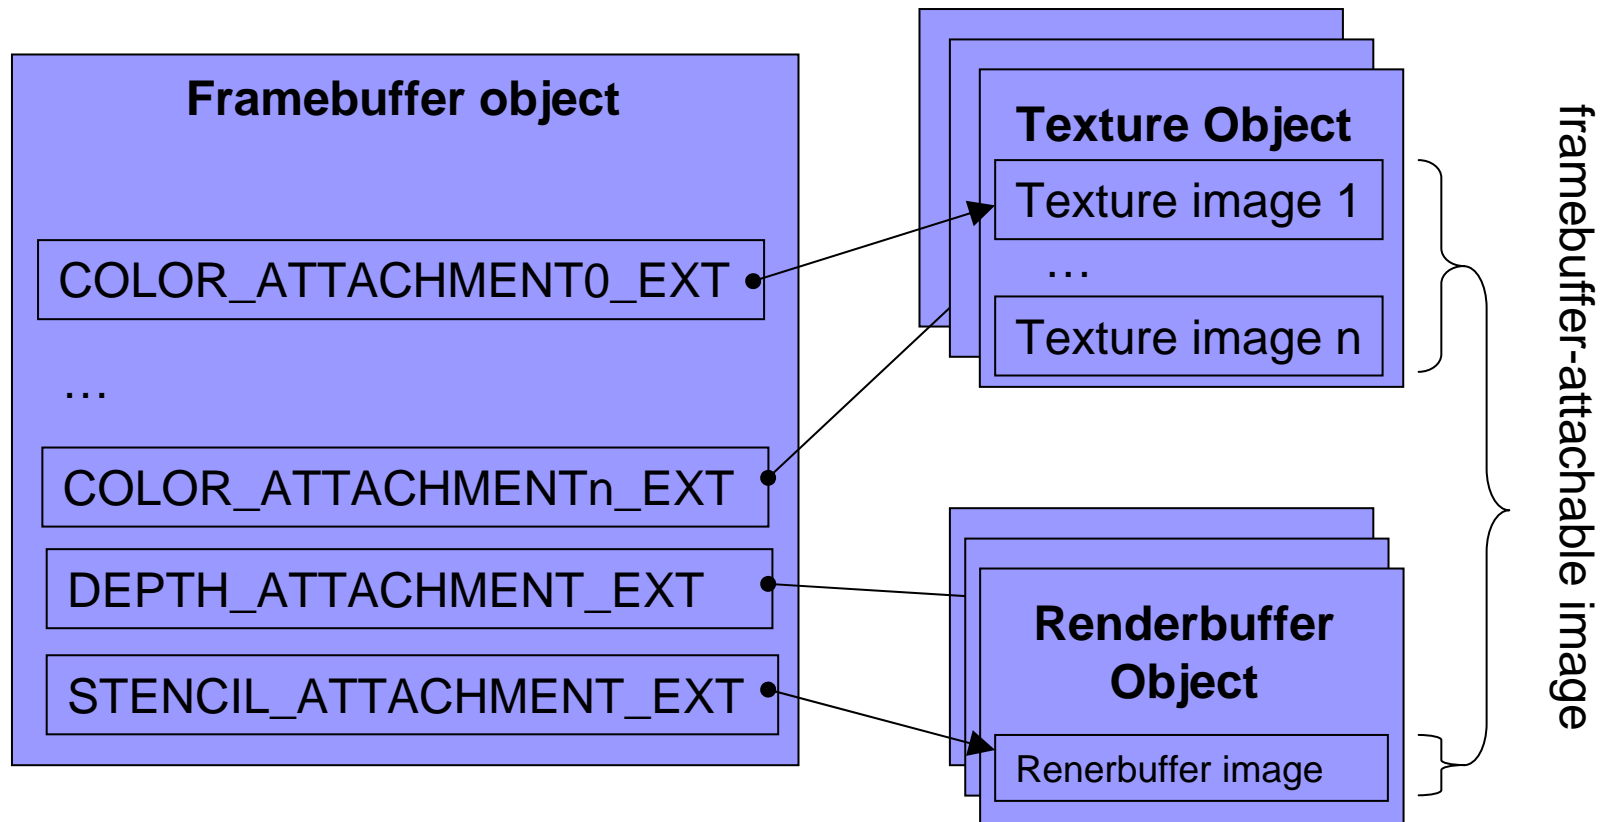 Framebuffer object
COLOR_ATTACHMENT0_EXT
…
COLOR_ATTACHMENTn_EXT
DEPTH_ATTACHMENT_EXT
STENCIL_ATTACHMENT_EXT
Texture Object
Texture image 1
…
Texture image n
Renderbuffer
Object
Renerbuffer image
framebuffer-attachable image